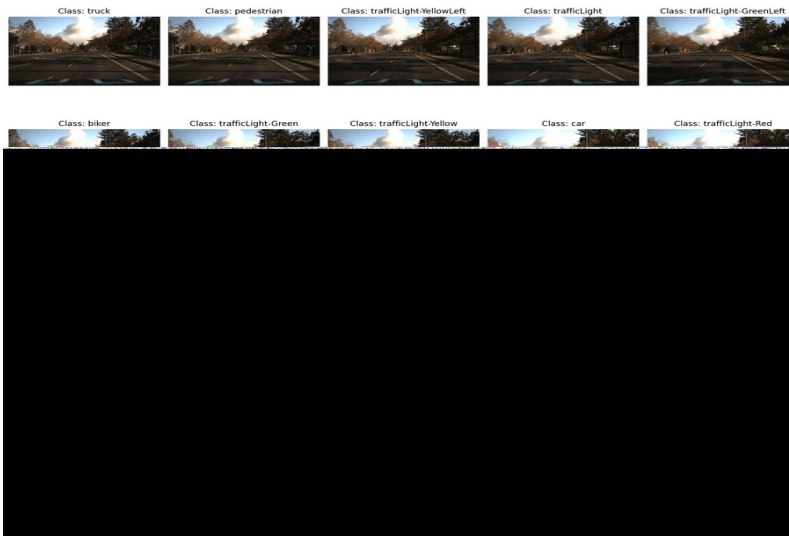 Class: truck Class: pedestrian Class: trafficLight-YellowLeft Class: trafficLight Class: trafficLight-GreenLeft
Class: biker Class: trafficLight-Green Class: trafficLight-Yellow Class: car Class: trafficLight-Red